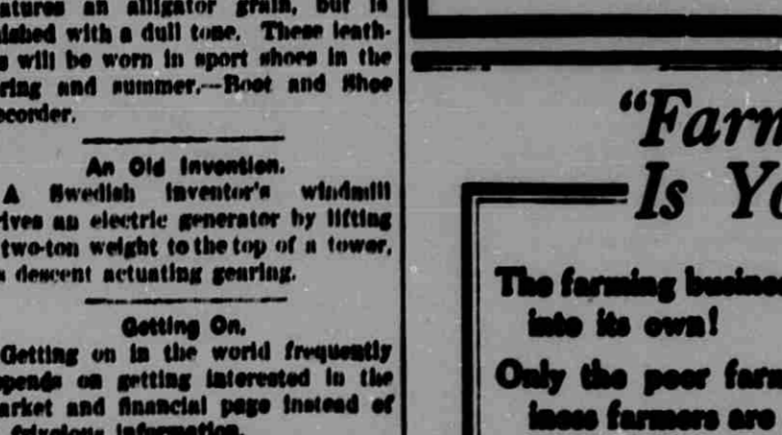 atures an alligator grain, but is
ished with a dull tone. These leath-
s will be worn in sport shoes in the
ring and summer.—Boot and Shoe
ecorder.
An Old Invention.
A Swedish inventor's windmill
rives an electric generator by lifting
two-ton weight to the top of a tower,
s descent actuating gearing.
Getting On.
Getting on in the world frequently
epends on getting interested in the
arket and financial page instead of
frivolous information.
"Farm
Is Yo
The farming busine
into its own!
Only the poor farm
iness farmers are